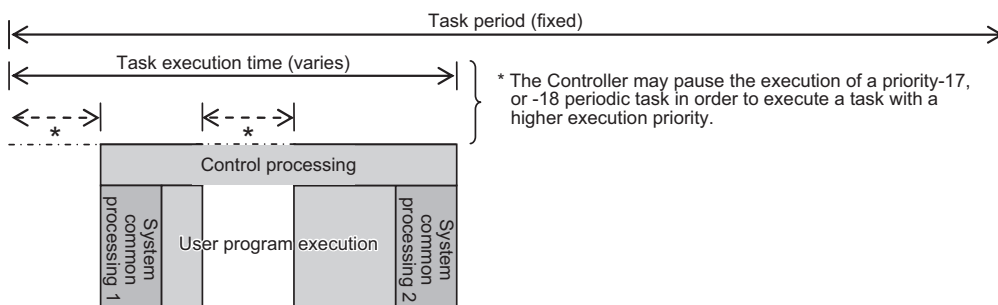 Task period (fixed)
Task execution time (varies)
* The Controller may pause the execution of a priority-17,
or -18 periodic task in order to execute a task with a
higher execution priority.
*
*
Control processing
System
common
processing 1
User program execution
System
common
processing 2